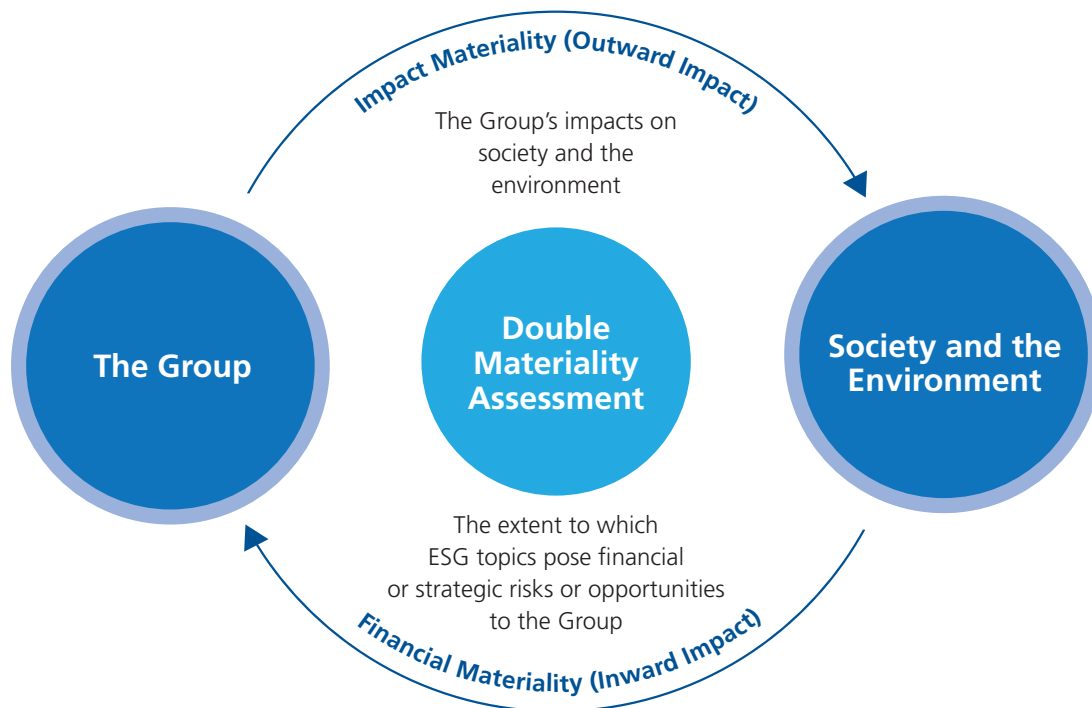 Impact Materiality (Outward Impact)
The Group’s impacts on
society and the
environment
The Group
Double
Materiality
Assessment
Society and the
Environment
The extent to which
ESG topics pose financial
or strategic risks or opportunities
to the Group
Financial Materiality (Inward Impact)